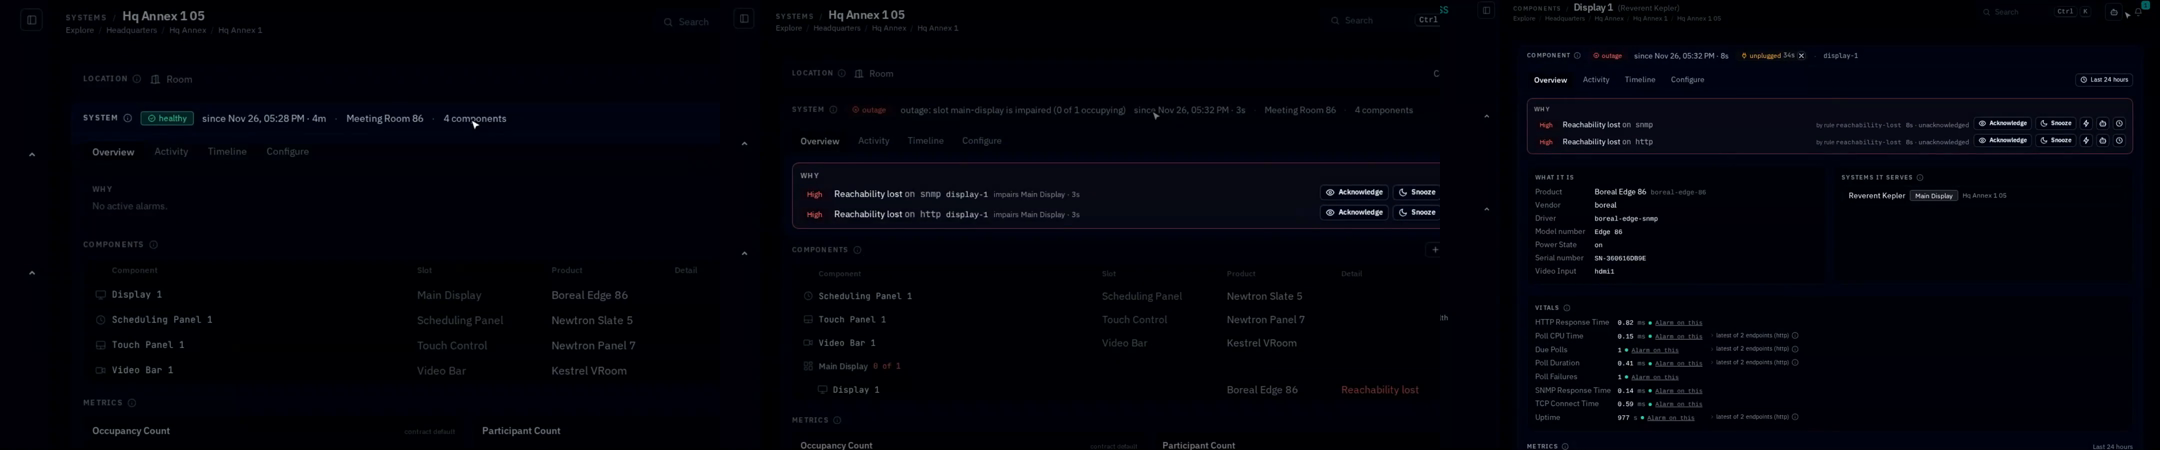 SYSTEMS / Hq Annex 1 05
Explore / Headquarters / Hq Annex / Hq Annex 1
Search
LOCATION Room
SYSTEM healthy since Nov 26, 05:28 PM · 4m · Meeting Room 86 · 4 components
Overview Activity Timeline Configure
WHY
No active alarms.
COMPONENTS
Component Slot Product Detail
Display 1 Main Display Boreal Edge 86
Scheduling Panel 1 Scheduling Panel Newtron Slate 5
Touch Panel 1 Touch Control Newtron Panel 7
Video Bar 1 Video Bar Kestrel VRoom
METRICS
Occupancy Count contract default Participant Count
SYSTEMS / Hq Annex 1 05
Explore / Headquarters / Hq Annex / Hq Annex 1
Search Ctrl
LOCATION Room
SYSTEM outage outage: slot main-display is impaired (0 of 1 occupying) since Nov 26, 05:32 PM · 3s · Meeting Room 86 · 4 components
Overview Activity Timeline Configure
WHY
High Reachability lost on snmp display-1 impairs Main Display · 3s Acknowledge Snooze
High Reachability lost on http display-1 impairs Main Display · 3s Acknowledge Snooze
COMPONENTS
Component Slot Product Detail
Scheduling Panel 1 Scheduling Panel Newtron Slate 5
Touch Panel 1 Touch Control Newtron Panel 7
Video Bar 1 Video Bar Kestrel VRoom
Main Display 0 of 1
Display 1 Boreal Edge 86 Reachability lost
METRICS
Occupancy Count contract default Participant Count
COMPONENTS / Display 1 (Reverent Kepler)
Explore / Headquarters / Hq Annex / Hq Annex 1 / Hq Annex 1 05
Search Ctrl K
COMPONENT outage since Nov 26, 05:32 PM · 8s unplugged 34s · display-1
Overview Activity Timeline Configure
Last 24 hours
WHY
High Reachability lost on snmp by rule reachability-lost 8s · unacknowledged Acknowledge Snooze
High Reachability lost on http by rule reachability-lost 8s · unacknowledged Acknowledge Snooze
WHAT IT IS
Product Boreal Edge 86 boreal-edge-86
Vendor boreal
Driver boreal-edge-snmp
Model number Edge 86
Power State on
Serial number SN-360616DB9E
Video Input hdmi1
SYSTEMS IT SERVES
Reverent Kepler Main Display Hq Annex 1 05
VITALS
HTTP Response Time 0.82 ms Alarm on this
Poll CPU Time 0.15 ms Alarm on this · latest of 2 endpoints (http)
Due Polls 1 Alarm on this · latest of 2 endpoints (http)
Poll Duration 0.41 ms Alarm on this · latest of 2 endpoints (http)
Poll Failures 1 Alarm on this
SNMP Response Time 0.14 ms Alarm on this
TCP Connect Time 0.59 ms Alarm on this
Uptime 977 s Alarm on this · latest of 2 endpoints (http)
METRICS Last 24 hours